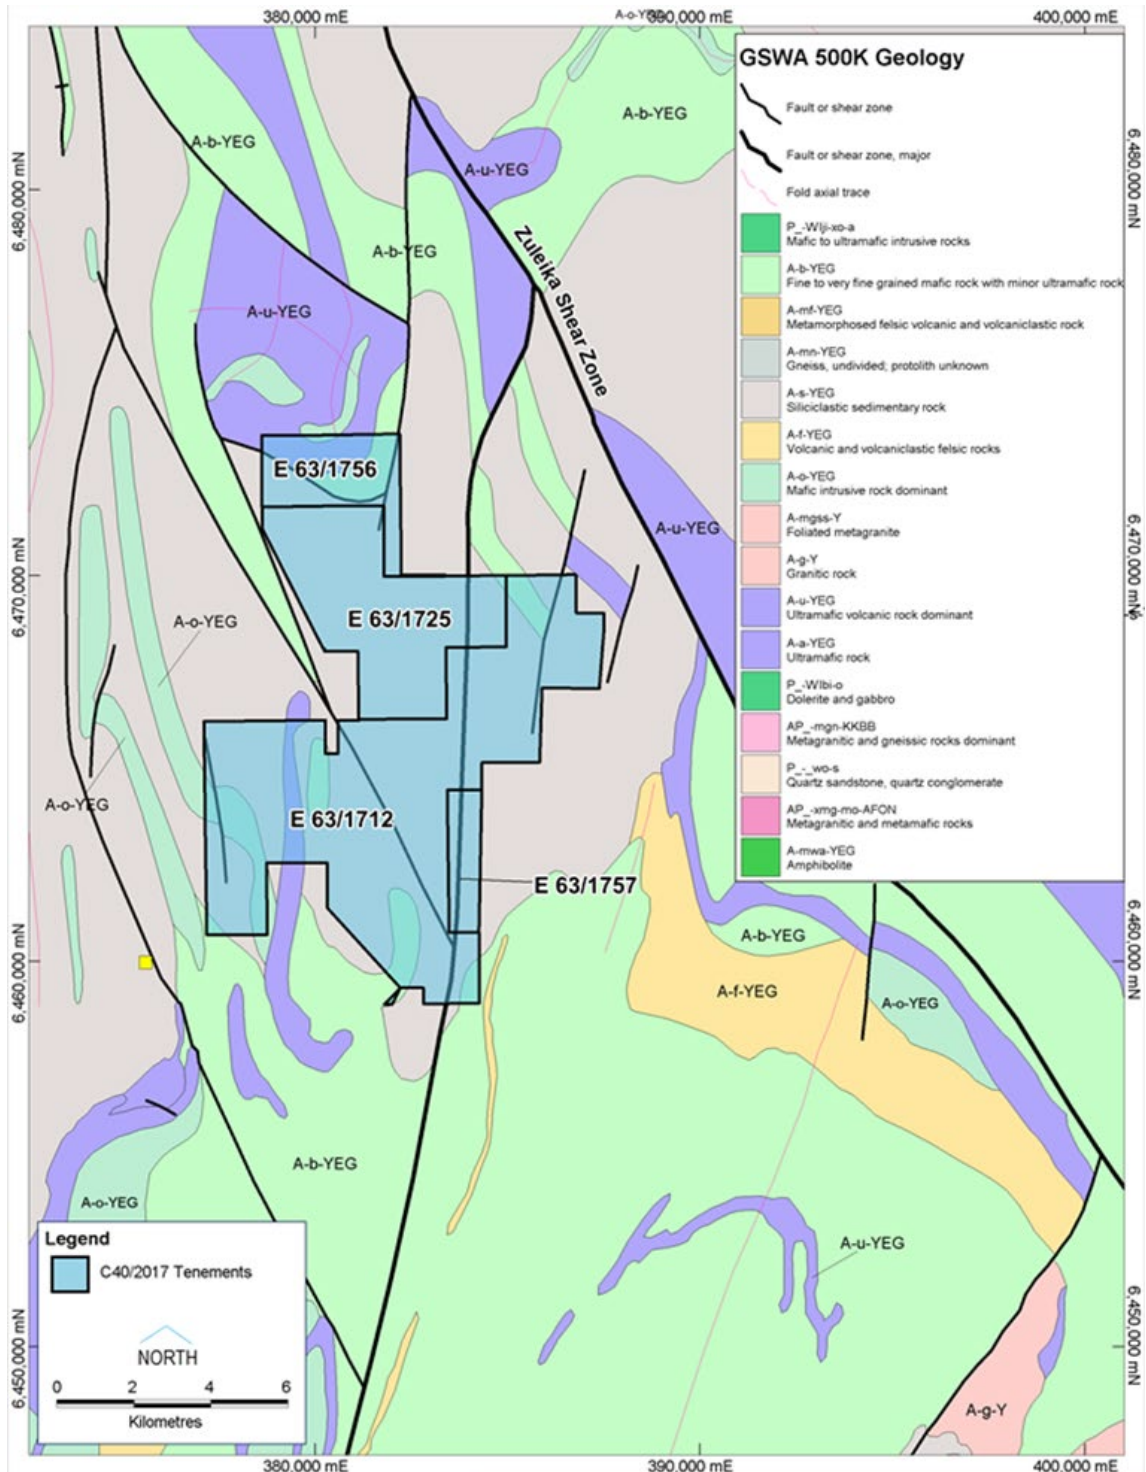 380,000 mE
A-o-YEG
390,000 mE
400,000 mE
6,480,000 mN
6,470,000 mN
6,460,000 mN
6,450,000 mN
GSWA 500K Geology
Fault or shear zone
Fault or shear zone, major
Fold axial trace
P_-WIji-xo-a
Mafic to ultramafic intrusive rocks
A-b-YEG
Fine to very fine grained mafic rock with minor ultramafic rock
A-mf-YEG
Metamorphosed felsic volcanic and volcaniclastic rock
A-mn-YEG
Gneiss, undivided; protolith unknown
A-s-YEG
Siliciclastic sedimentary rock
A-f-YEG
Volcanic and volcaniclastic felsic rocks
A-o-YEG
Mafic intrusive rock dominant
A-mgss-Y
Foliated metagranite
A-g-Y
Granitic rock
A-u-YEG
Ultramafic volcanic rock dominant
A-a-YEG
Ultramafic rock
P_-WIbi-o
Dolerite and gabbro
AP_-mgn-KKBB
Metagranitic and gneissic rocks dominant
P_-_wo-s
Quartz sandstone, quartz conglomerate
AP_-xmg-mo-AFON
Metagranitic and metamafic rocks
A-mwa-YEG
Amphibolite
A-b-YEG
A-b-YEG
A-u-YEG
A-b-YEG
Zuleika Shear Zone
A-u-YEG
E 63/1756
A-u-YEG
E 63/1725
A-o-YEG
A-o-YEG
E 63/1712
E 63/1757
A-b-YEG
A-f-YEG
A-o-YEG
A-b-YEG
A-o-YEG
A-u-YEG
A-g-Y
Legend
C40/2017 Tenements
NORTH
0 2 4 6
Kilometres
6,480,000 mN
6,470,000 mN
6,460,000 mN
6,450,000 mN
380,000 mE
390,000 mE
400,000 mE